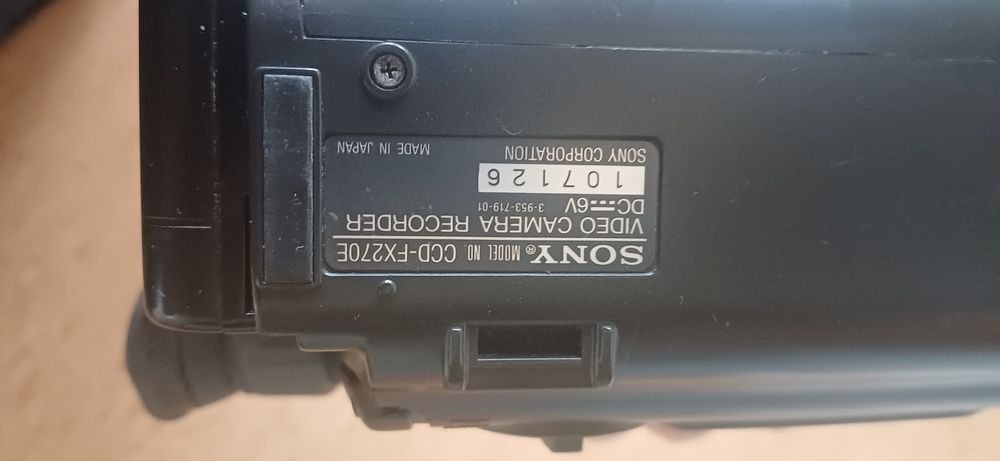 SONY® MODEL NO. CCD-FX270E
VIDEO CAMERA RECORDER
DC⎓6V 3-953-719-01
107126
SONY CORPORATION MADE IN JAPAN